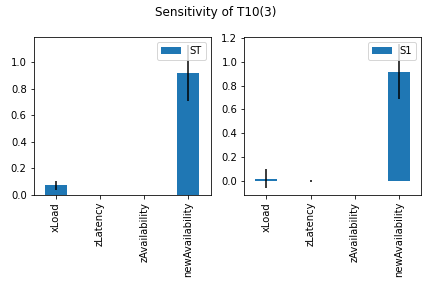 Sensitivity of T10(3)
ST
1.0
0.8
0.6
0.4
0.2
0.0
xLoad
zLatency
zAvailability
newAvailability
S1
1.2
1.0
0.8
0.6
0.4
0.2
0.0
xLoad
zLatency
zAvailability
newAvailability